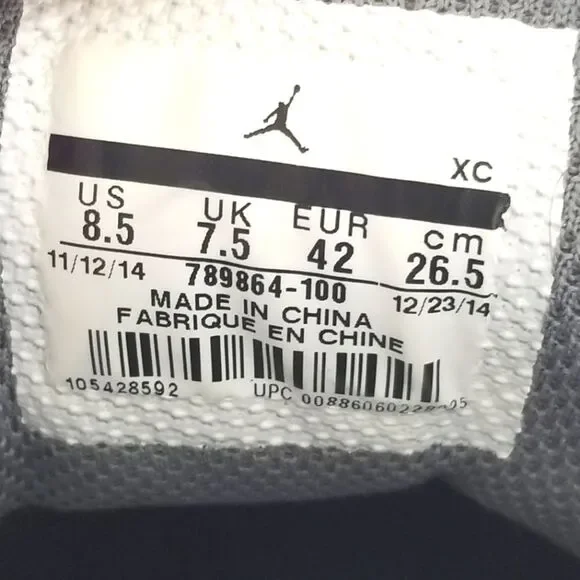 XC
US UK EUR cm
8.5 7.5 42 26.5
11/12/14 789864-100 12/23/14
MADE IN CHINA
FABRIQUE EN CHINE
105428592 UPC